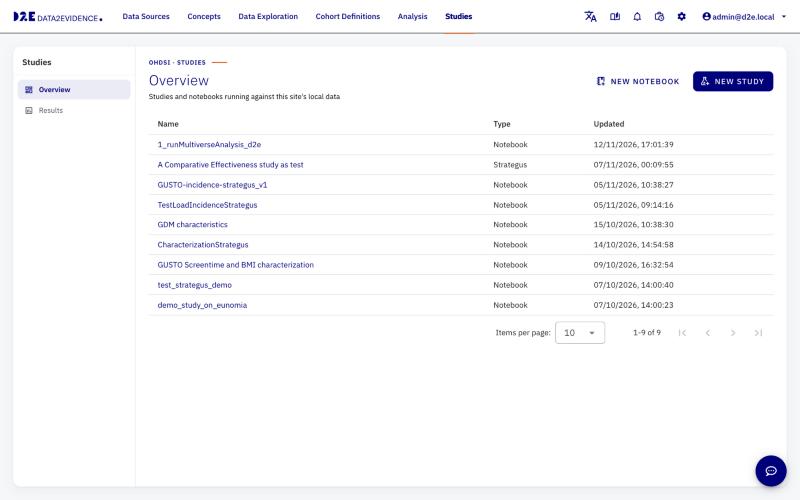 D2E DATA2EVIDENCE.
Data Sources
Concepts
Data Exploration
Cohort Definitions
Analysis
Studies
admin@d2e.local
Studies
Overview
Results
OHDSI · STUDIES
Overview
Studies and notebooks running against this site's local data
NEW NOTEBOOK
NEW STUDY
Name Type Updated
1_runMultiverseAnalysis_d2e Notebook 12/11/2026, 17:01:39
A Comparative Effectiveness study as test Strategus 07/11/2026, 00:09:55
GUSTO-incidence-strategus_v1 Notebook 05/11/2026, 10:38:27
TestLoadIncidenceStrategus Notebook 05/11/2026, 09:14:16
GDM characteristics Notebook 15/10/2026, 10:38:30
CharacterizationStrategus Notebook 14/10/2026, 14:54:58
GUSTO Screentime and BMI characterization Notebook 09/10/2026, 16:32:54
test_strategus_demo Notebook 07/10/2026, 14:00:40
demo_study_on_eunomia Notebook 07/10/2026, 14:00:23
Items per page: 10 1-9 of 9